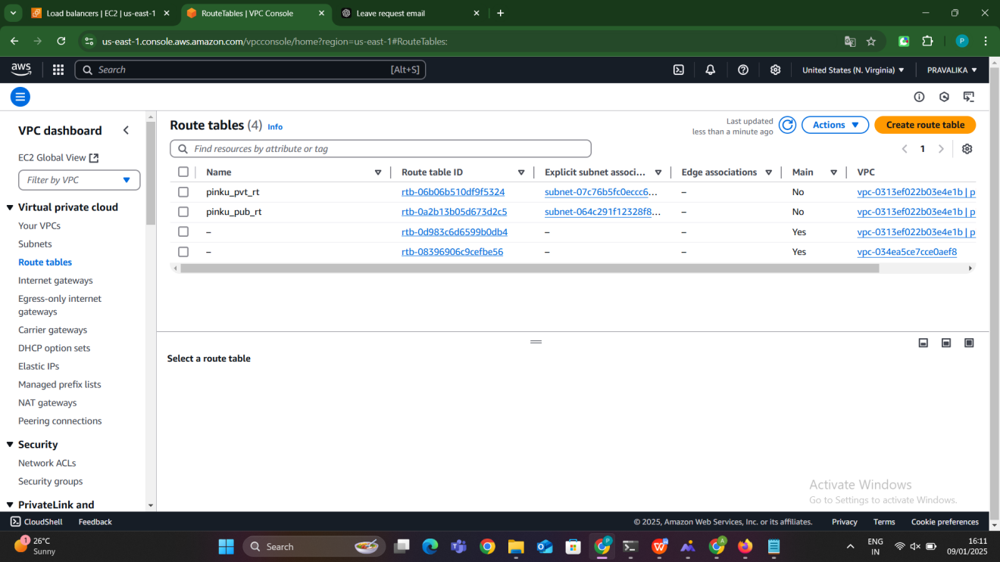 Load balancers | EC2 | us-east-1
RouteTables | VPC Console
Leave request email
us-east-1.console.aws.amazon.com/vpcconsole/home?region=us-east-1#RouteTables:
P
aws
Search
[Alt+S]
United States (N. Virginia)
PRAVALIKA
VPC dashboard
EC2 Global View
Filter by VPC
Virtual private cloud
Your VPCs
Subnets
Route tables
Internet gateways
Egress-only internet
gateways
Carrier gateways
DHCP option sets
Elastic IPs
Managed prefix lists
NAT gateways
Peering connections
Security
Network ACLs
Security groups
PrivateLink and
Route tables (4) Info
Last updated
less than a minute ago
Actions
Create route table
Find resources by attribute or tag
1
Name Route table ID Explicit subnet associ... Edge associations Main VPC
pinku_pvt_rt rtb-06b06b510df9f5324 subnet-07c76b5fc0eccc6... – No vpc-0313ef022b03e4e1b | p
pinku_pub_rt rtb-0a2b13b05d673d2c5 subnet-064c291f12328f8... – No vpc-0313ef022b03e4e1b | p
– rtb-0d983c6d6599b0db4 – – Yes vpc-0313ef022b03e4e1b | p
– rtb-08396906c9cefbe56 – – Yes vpc-034ea5ce7cce0aef8
Select a route table
Activate Windows
Go to Settings to activate Windows.
CloudShell Feedback
© 2025, Amazon Web Services, Inc. or its affiliates. Privacy Terms Cookie preferences
1
26°C
Sunny
Search
P
A
ENG
IN
16:11
09/01/2025